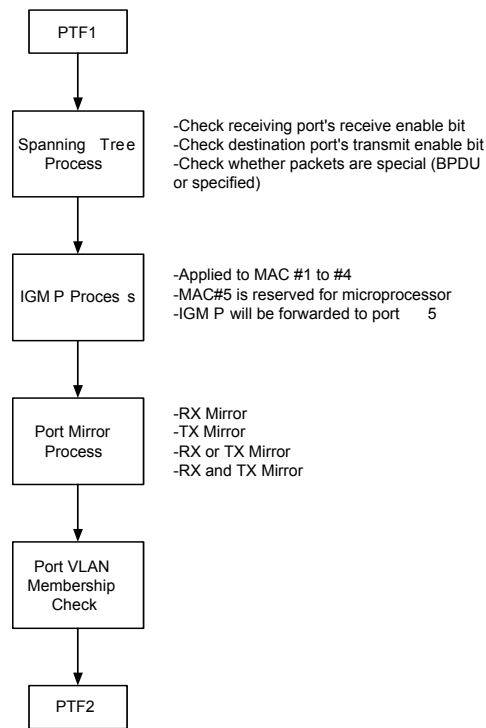 PTF1
Spanning Tree
Process
-Check receiving port's receive enable bit
-Check destination port's transmit enable bit
-Check whether packets are special (BPDU
or specified)
IGM P Proces s
-Applied to MAC #1 to #4
-MAC#5 is reserved for microprocessor
-IGM P will be forwarded to port 5
Port Mirror
Process
-RX Mirror
-TX Mirror
-RX or TX Mirror
-RX and TX Mirror
Port VLAN
Membership
Check
PTF2